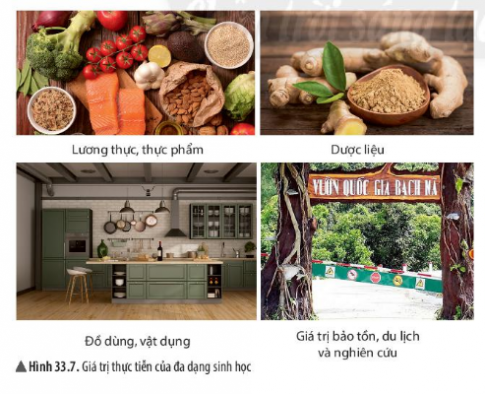 Lương thực, thực phẩm
Dược liệu
VƯỜN QUỐC GIA BẠCH MÃ
Đồ dùng, vật dụng
Giá trị bảo tồn, du lịch
và nghiên cứu
▲Hình 33.7. Giá trị thực tiễn của đa dạng sinh học